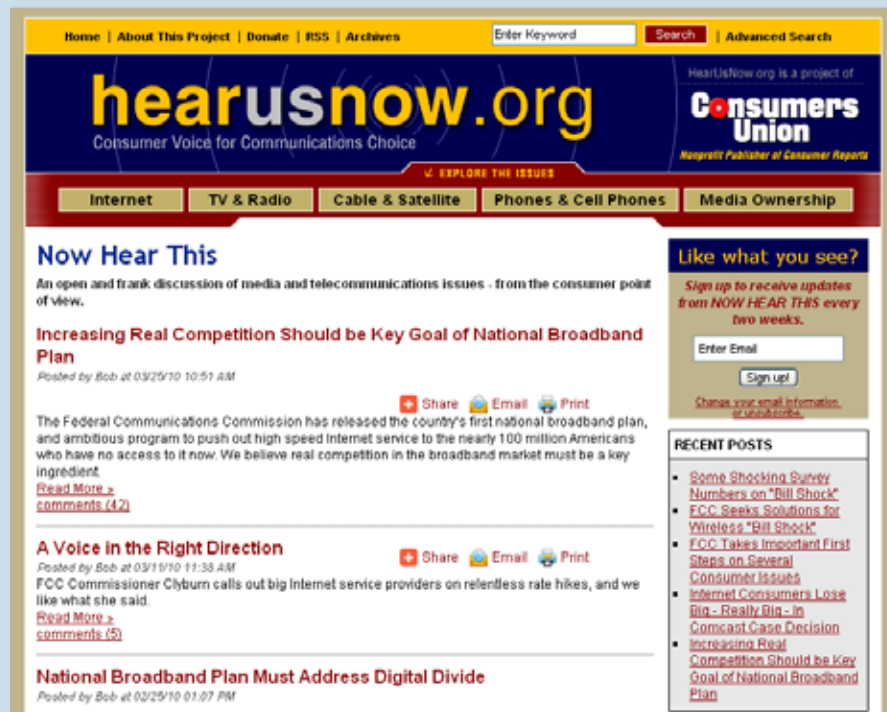 Home | About This Project | Donate | RSS | Archives
Enter Keyword
Search
| Advanced Search
hearusnow.org
Consumer Voice for Communications Choice
HearUsNow.org is a project of
Consumers
Union
Nonprofit Publisher of Consumer Reports
EXPLORE THE ISSUES
Internet
TV & Radio
Cable & Satellite
Phones & Cell Phones
Media Ownership
Now Hear This
An open and frank discussion of media and telecommunications issues - from the consumer point
of view.
Increasing Real Competition Should be Key Goal of National Broadband
Plan
Posted by Bob at 03/25/10 10:51 AM
Share Email Print
The Federal Communications Commission has released the country's first national broadband plan,
and ambitious program to push out high speed Internet service to the nearly 100 million Americans
who have no access to it now. We believe real competition in the broadband market must be a key
ingredient.
Read More »
comments (42)
A Voice in the Right Direction
Share Email Print
Posted by Bob at 03/11/10 11:38 AM
FCC Commissioner Clyburn calls out big Internet service providers on relentless rate hikes, and we
like what she said.
Read More »
comments (5)
National Broadband Plan Must Address Digital Divide
Posted by Bob at 02/25/10 01:07 PM
Like what you see?
Sign up to receive updates
from NOW HEAR THIS every
two weeks.
Enter Email
Sign up!
Change your email information
or unsubscribe.
RECENT POSTS
Some Shocking Survey
Numbers on "Bill Shock"
FCC Seeks Solutions for
Wireless "Bill Shock"
FCC Takes Important First
Steps on Several
Consumer Issues
Internet Consumers Lose
Big - Really Big - In
Comcast Case Decision
Increasing Real
Competition Should be Key
Goal of National Broadband
Plan